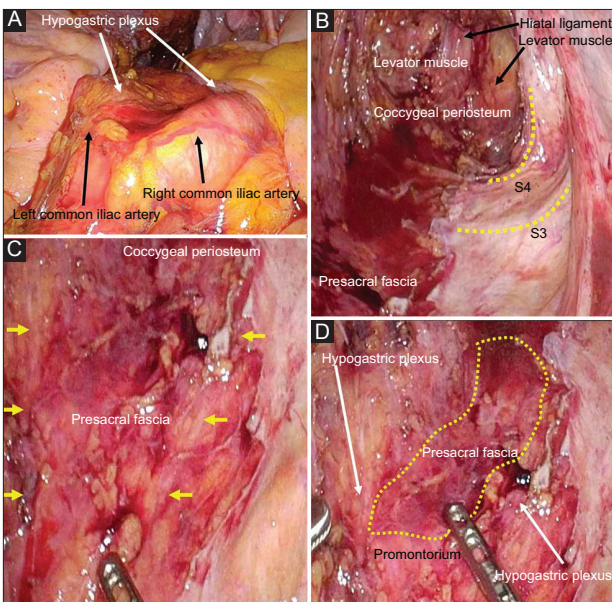 A
Hypogastric plexus
Right common iliac artery
Left common iliac artery
B
Hiatal ligament
Levator muscle
Levator muscle
Coccygeal periosteum
S4
S3
Presacral fascia
C
Coccygeal periosteum
Presacral fascia
D
Hypogastric plexus
Presacral fascia
Promontorium
Hypogastric plexus